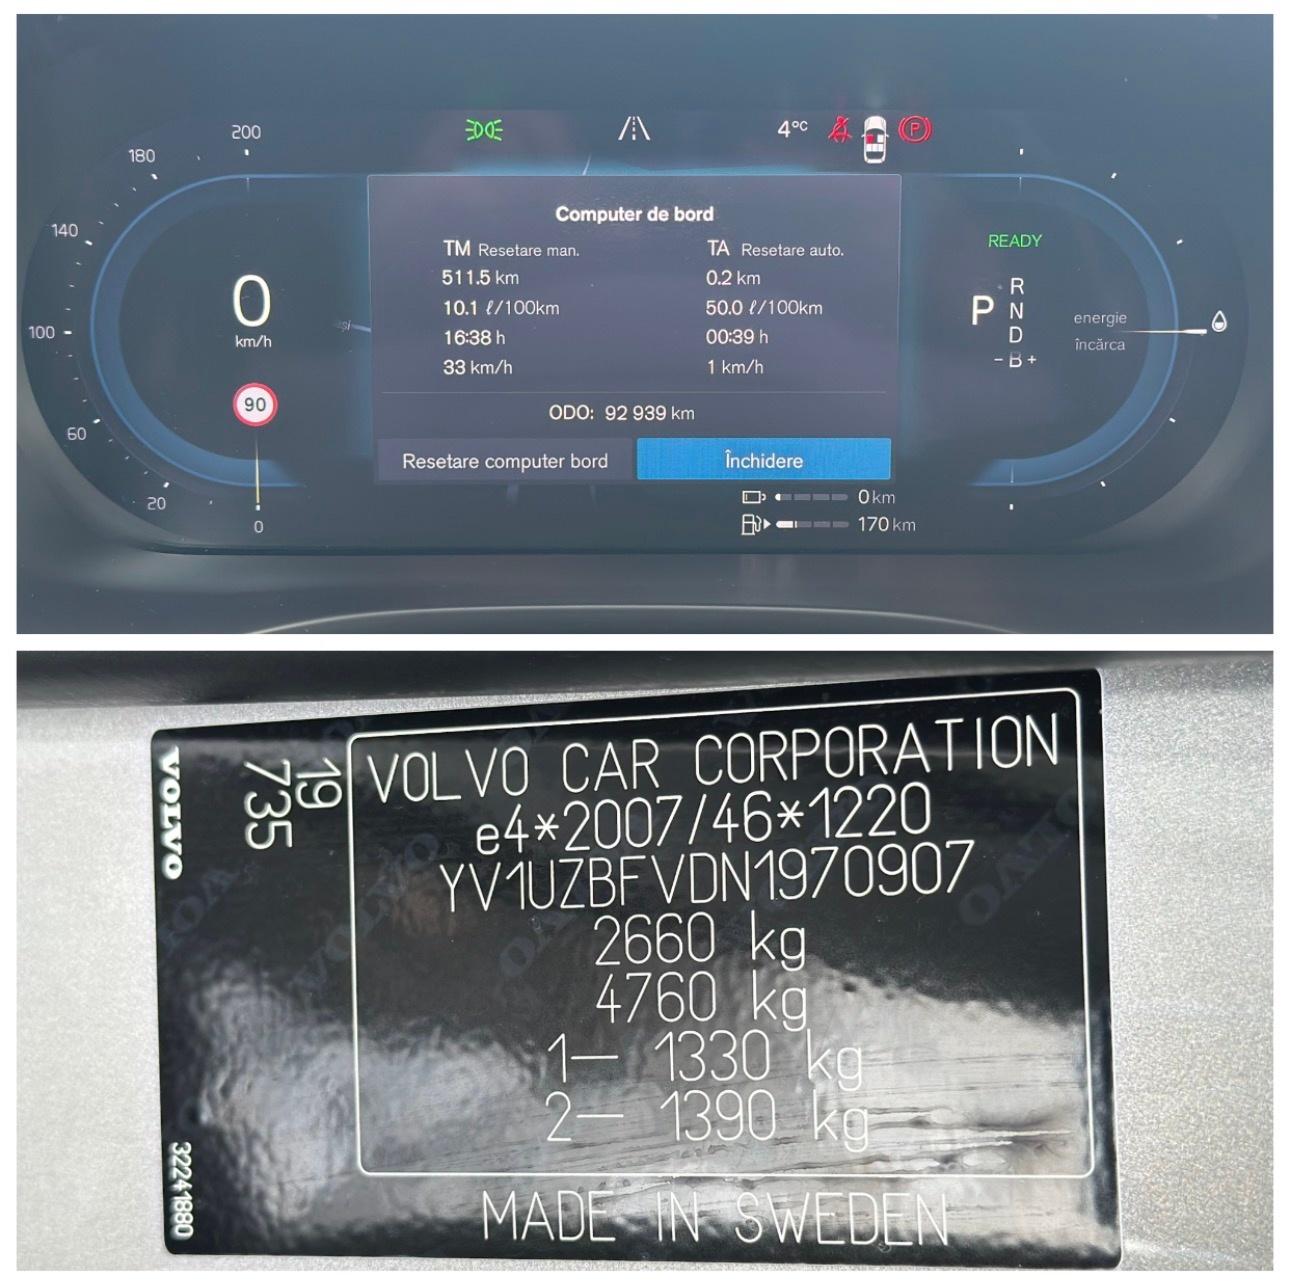 200
180
140
100
60
20
0
4°C
P
0
km/h
90
Computer de bord
TM Resetare man.
511.5 km
10.1 ℓ/100km
16:38 h
33 km/h
TA Resetare auto.
0.2 km
50.0 ℓ/100km
00:39 h
1 km/h
ODO: 92 939 km
Resetare computer bord
Închidere
0 km
170 km
READY
P
R
N
D
- B +
energie
încărca
VOLVO
32241880
19
735
VOLVO CAR CORPORATION
e4*2007/46*1220
YV1UZBFVDN1970907
2660 kg
4760 kg
1— 1330 kg
2— 1390 kg
MADE IN SWEDEN